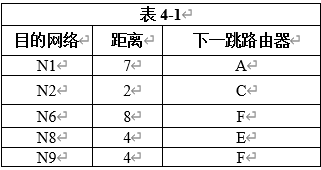 表 4-1
目的网络 距离 下一跳路由器
N1 7 A
N2 2 C
N6 8 F
N8 4 E
N9 4 F